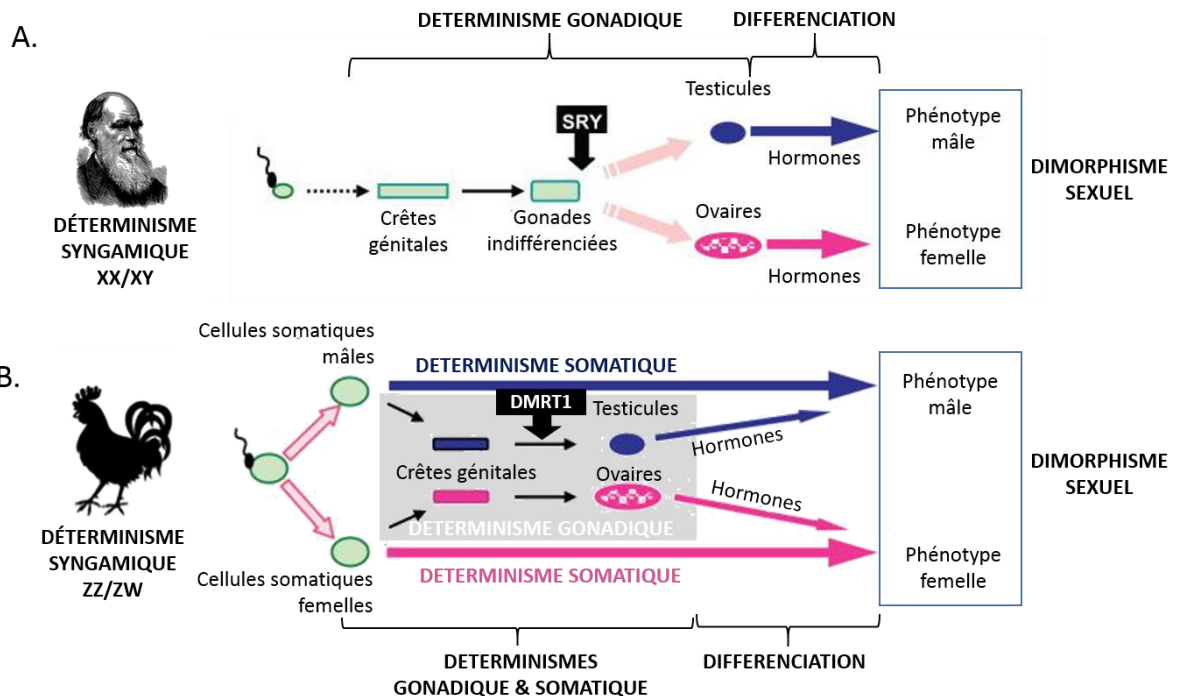 A.
DETERMINISME GONADIQUE
DIFFERENCIATION
DÉTERMINISME
SYNGAMIQUE
XX/XY
Crêtes
génitales
SRY
Gonades
indifférenciées
Testicules
Hormones
Ovaires
Hormones
Phénotype
mâle
Phénotype
femelle
DIMORPHISME
SEXUEL
B.
DÉTERMINISME
SYNGAMIQUE
ZZ/ZW
Cellules somatiques
mâles
DETERMINISME SOMATIQUE
DMRT1
Testicules
Crêtes génitales
Ovaires
DETERMINISME GONADIQUE
Hormones
Hormones
DETERMINISME SOMATIQUE
Cellules somatiques
femelles
Phénotype
mâle
Phénotype
femelle
DIMORPHISME
SEXUEL
DETERMINISMES
GONADIQUE & SOMATIQUE
DIFFERENCIATION